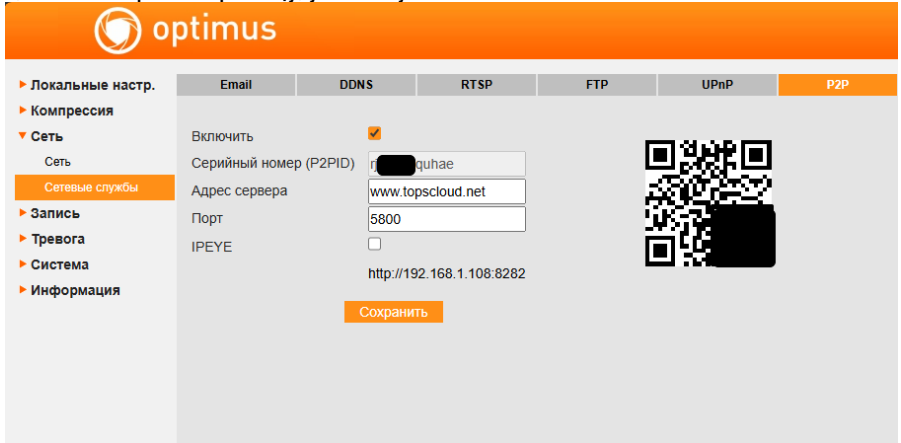 optimus
Локальные настр.
Компрессия
Сеть
Сеть
Сетевые службы
Запись
Тревога
Система
Информация
Email DDNS RTSP FTP UPnP P2P
Включить
Серийный номер (P2PID) quhae
Адрес сервера www.topscloud.net
Порт 5800
IPEYE
http://192.168.1.108:8282
Сохранить